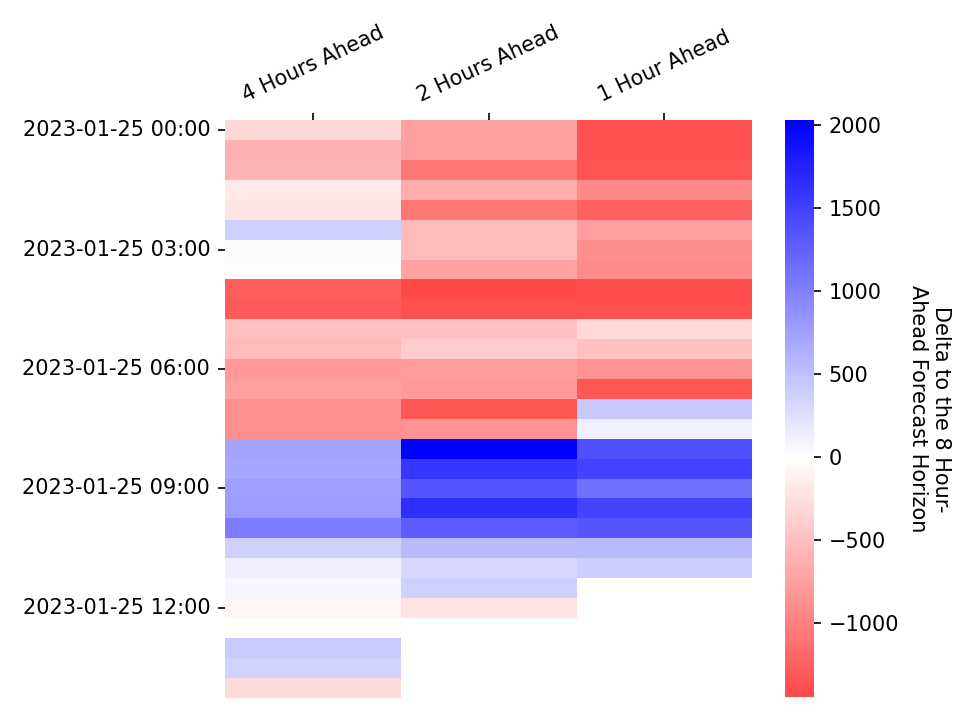 4 Hours Ahead
2 Hours Ahead
1 Hour Ahead
2023-01-25 00:00
2023-01-25 03:00
2023-01-25 06:00
2023-01-25 09:00
2023-01-25 12:00
2000
1500
1000
500
0
−500
−1000
Delta to the 8 Hour-
Ahead Forecast Horizon